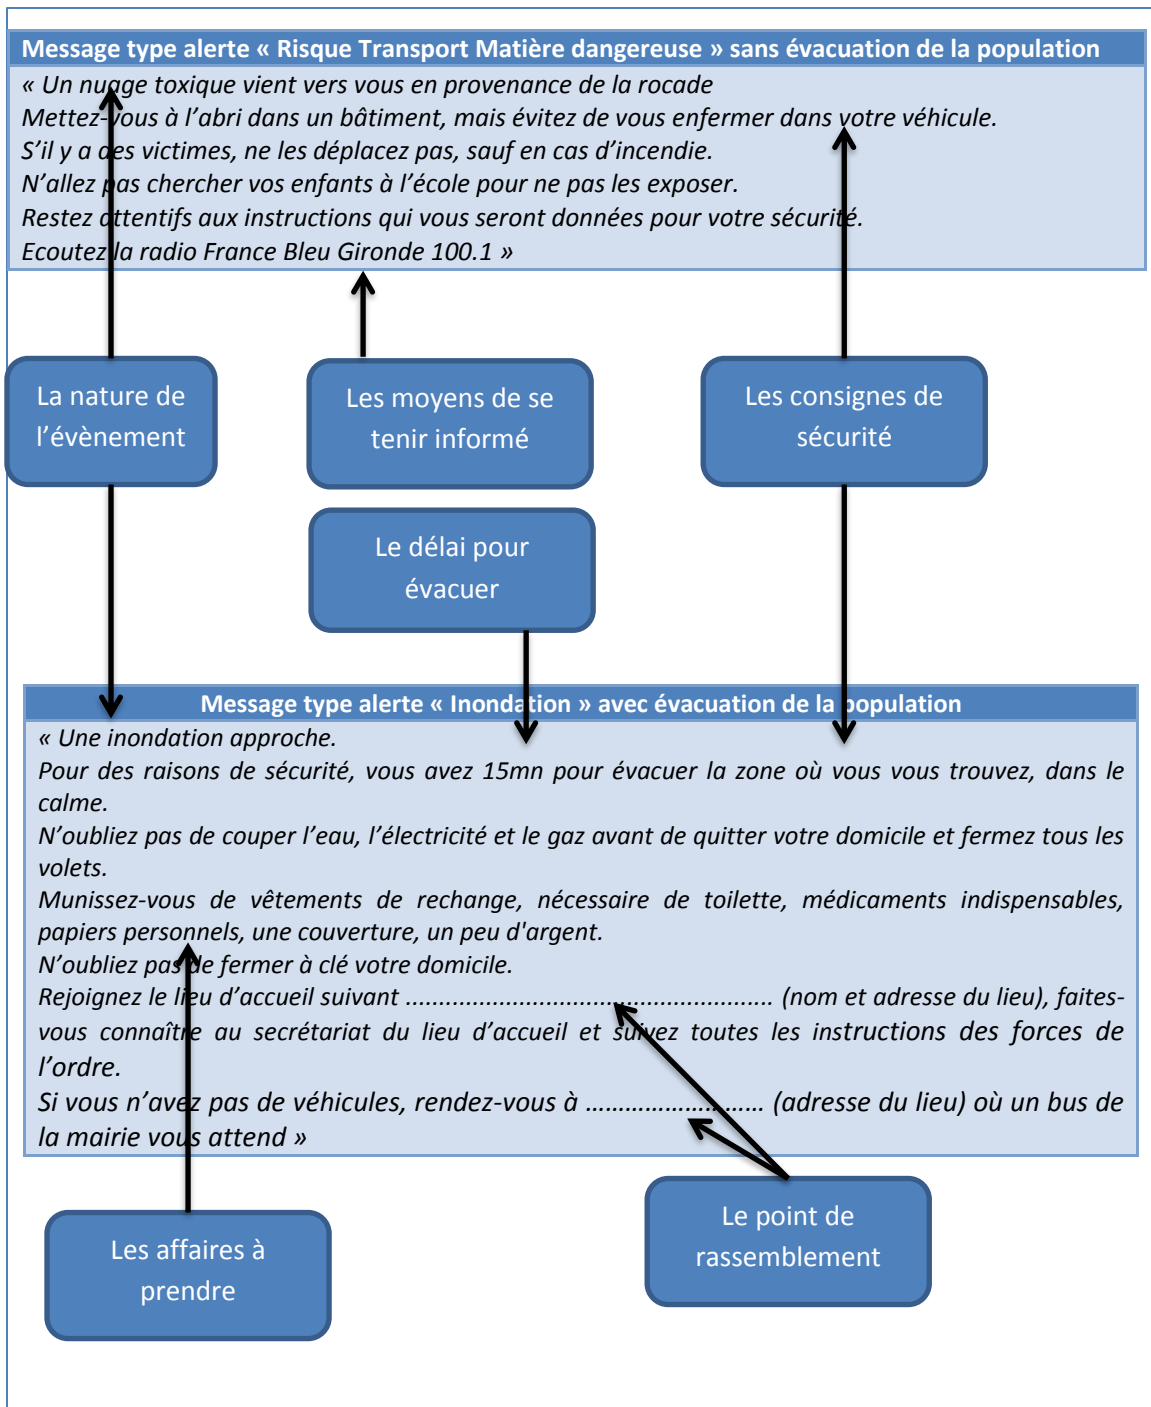 Message type alerte « Risque Transport Matière dangereuse » sans évacuation de la population
« Un nuage toxique vient vers vous en provenance de la rocade
Mettez-vous à l’abri dans un bâtiment, mais évitez de vous enfermer dans votre véhicule.
S’il y a des victimes, ne les déplacez pas, sauf en cas d’incendie.
N’allez pas chercher vos enfants à l’école pour ne pas les exposer.
Restez attentifs aux instructions qui vous seront données pour votre sécurité.
Ecoutez la radio France Bleu Gironde 100.1 »
La nature de
l’évènement
Les moyens de se
tenir informé
Les consignes de
sécurité
Le délai pour
évacuer
Message type alerte « Inondation » avec évacuation de la population
« Une inondation approche.
Pour des raisons de sécurité, vous avez 15mn pour évacuer la zone où vous vous trouvez, dans le
calme.
N’oubliez pas de couper l’eau, l’électricité et le gaz avant de quitter votre domicile et fermez tous les
volets.
Munissez-vous de vêtements de rechange, nécessaire de toilette, médicaments indispensables,
papiers personnels, une couverture, un peu d'argent.
N’oubliez pas de fermer à clé votre domicile.
Rejoignez le lieu d’accueil suivant ....................................................... (nom et adresse du lieu), faites-
vous connaître au secrétariat du lieu d’accueil et suivez toutes les instructions des forces de
l’ordre.
Si vous n’avez pas de véhicules, rendez-vous à ……………………… (adresse du lieu) où un bus de
la mairie vous attend »
Les affaires à
prendre
Le point de
rassemblement